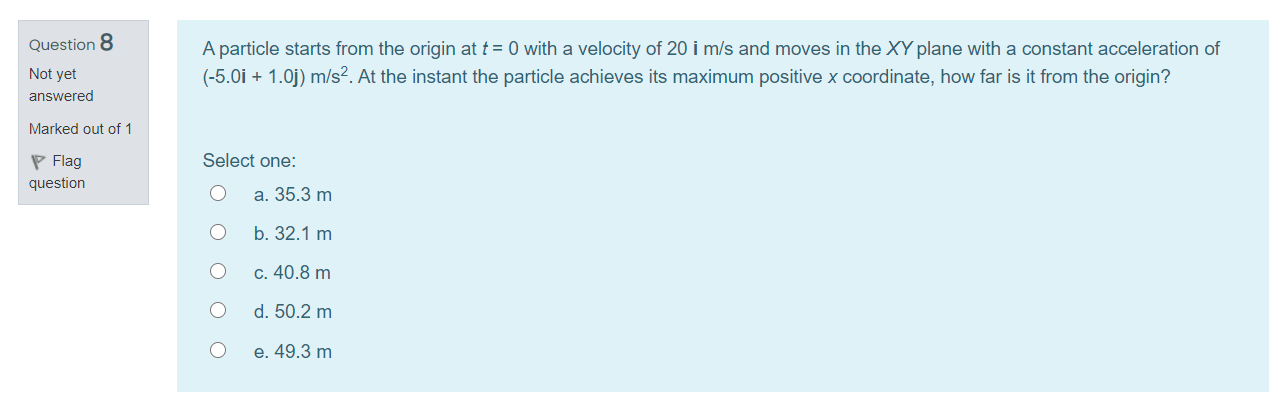 Question 8
Not yet
answered
Marked out of 1
Flag
question
A particle starts from the origin at t = 0 with a velocity of 20 i m/s and moves in the XY plane with a constant acceleration of
(-5.0i + 1.0j) m/s². At the instant the particle achieves its maximum positive x coordinate, how far is it from the origin?
Select one:
a. 35.3 m
b. 32.1 m
c. 40.8 m
d. 50.2 m
e. 49.3 m